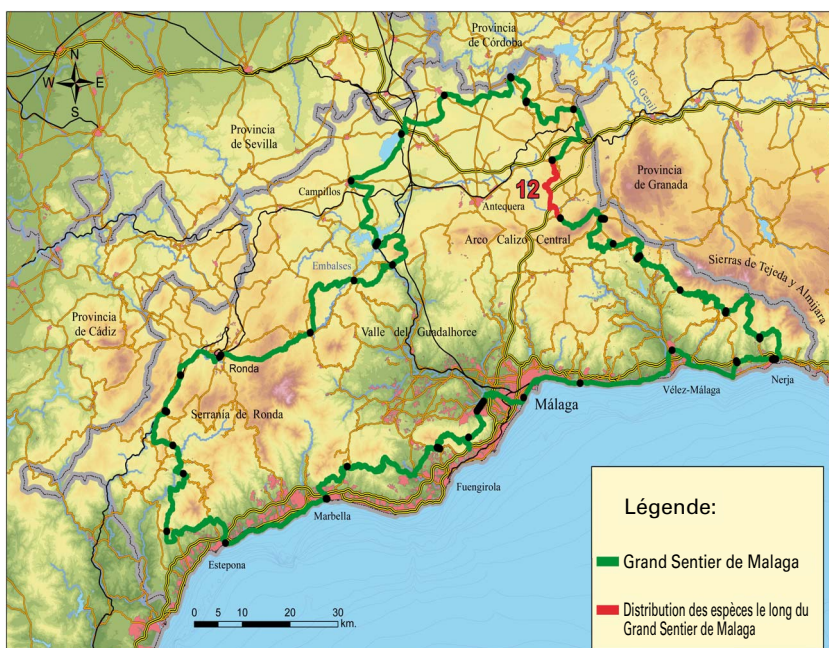 Provincia
de Córdoba
N
W E
S
Río Genil
Provincia
de Sevilla
Provincia
de Granada
Campillos
12
Antequera
Arco Calizo Central
Sierras de Tejeda y Almijara
Embalses
Provincia
de Cádiz
Valle del Guadalhorce
Ronda
Nerja
Vélez-Málaga
Málaga
Serranía de Ronda
Fuengirola
Marbella
Estepona
0 5 10 20 30
km.
Légende:
Grand Sentier de Malaga
Distribution des espèces le long du
Grand Sentier de Malaga